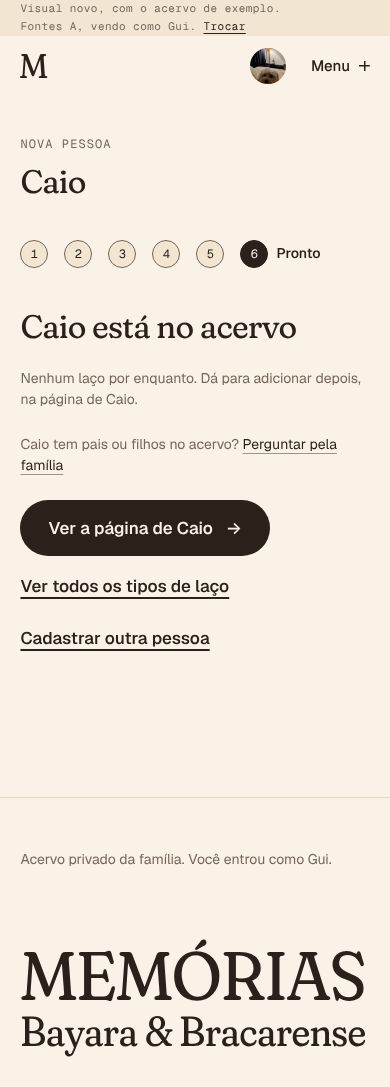 Visual novo, com o acervo de exemplo.
Fontes A, vendo como Gui. Trocar
M
Menu +
NOVA PESSOA
Caio
1 2 3 4 5 6 Pronto
Caio está no acervo
Nenhum laço por enquanto. Dá para adicionar depois,
na página de Caio.
Caio tem pais ou filhos no acervo? Perguntar pela
família
Ver a página de Caio →
Ver todos os tipos de laço
Cadastrar outra pessoa
Acervo privado da família. Você entrou como Gui.
MEMÓRIAS
Bayara & Bracarense